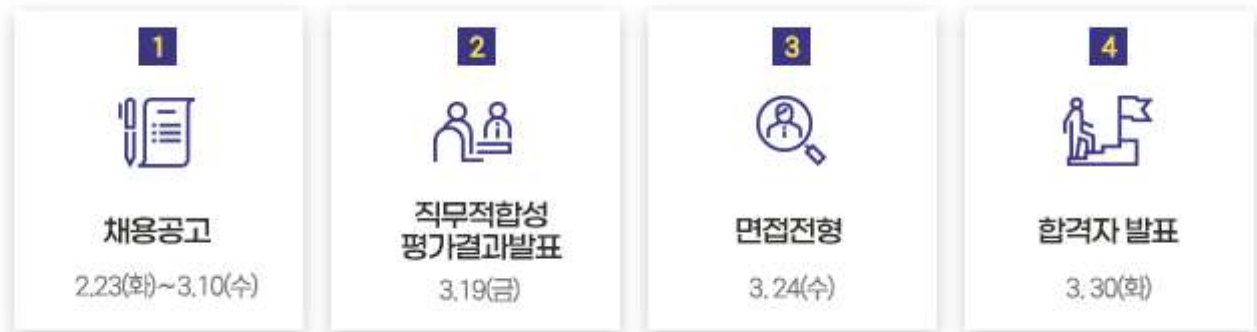 1
채용공고
2.23(화)~3.10(수)
2
직무적합성
평가결과발표
3.19(금)
3
면접전형
3. 24(수)
4
합격자 발표
3. 30(화)